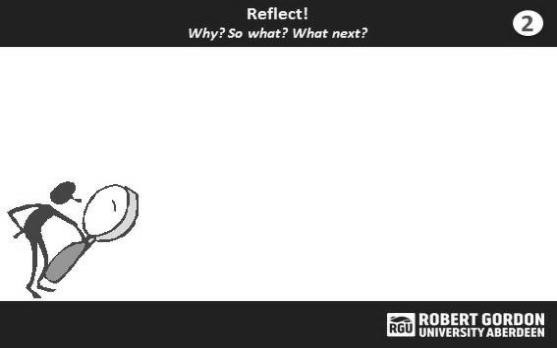 Reflect!
Why? So what? What next?
2
RGU
ROBERT GORDON
UNIVERSITY ABERDEEN